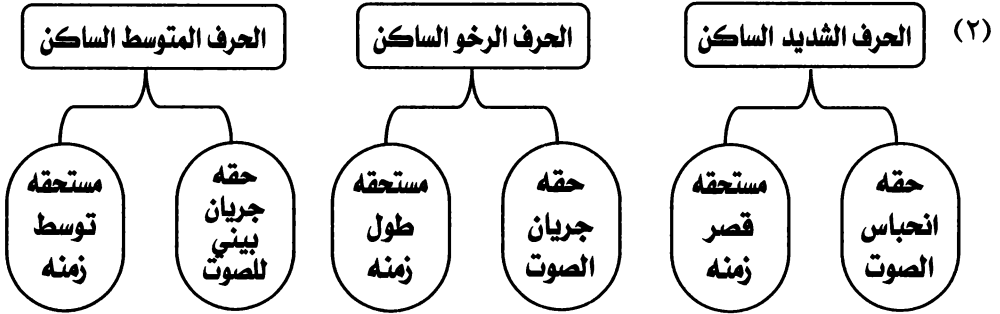 (٢)
الحرف الشديد الساكن
حقه
انحباس
الصوت
مستحقه
قصر
زمنه
الحرف الرخو الساكن
حقه
جريان
الصوت
مستحقه
طول
زمنه
الحرف المتوسط الساكن
حقه
جريان
بيني
للصوت
مستحقه
توسط
زمنه